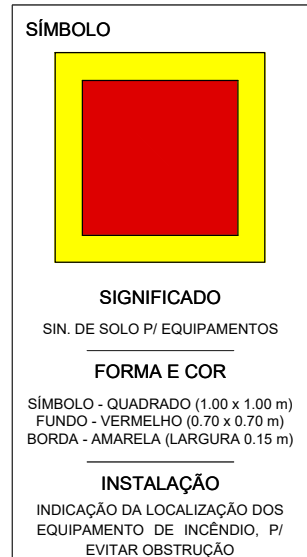 SÍMBOLO
SIGNIFICADO
SIN. DE SOLO P/ EQUIPAMENTOS
FORMA E COR
SÍMBOLO - QUADRADO (1.00 x 1.00 m)
FUNDO - VERMELHO (0.70 x 0.70 m)
BORDA - AMARELA (LARGURA 0.15 m)
INSTALAÇÃO
INDICAÇÃO DA LOCALIZAÇÃO DOS
EQUIPAMENTO DE INCÊNDIO, P/
EVITAR OBSTRUÇÃO